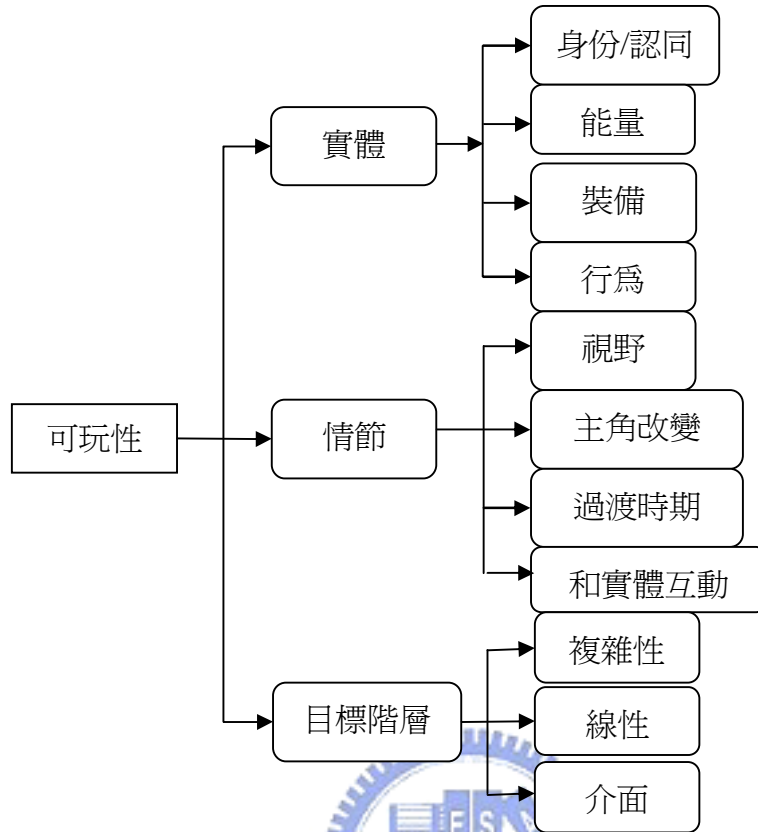 可玩性
實體
身份/認同
能量
裝備
行爲
情節
視野
主角改變
過渡時期
和實體互動
目標階層
複雜性
線性
介面